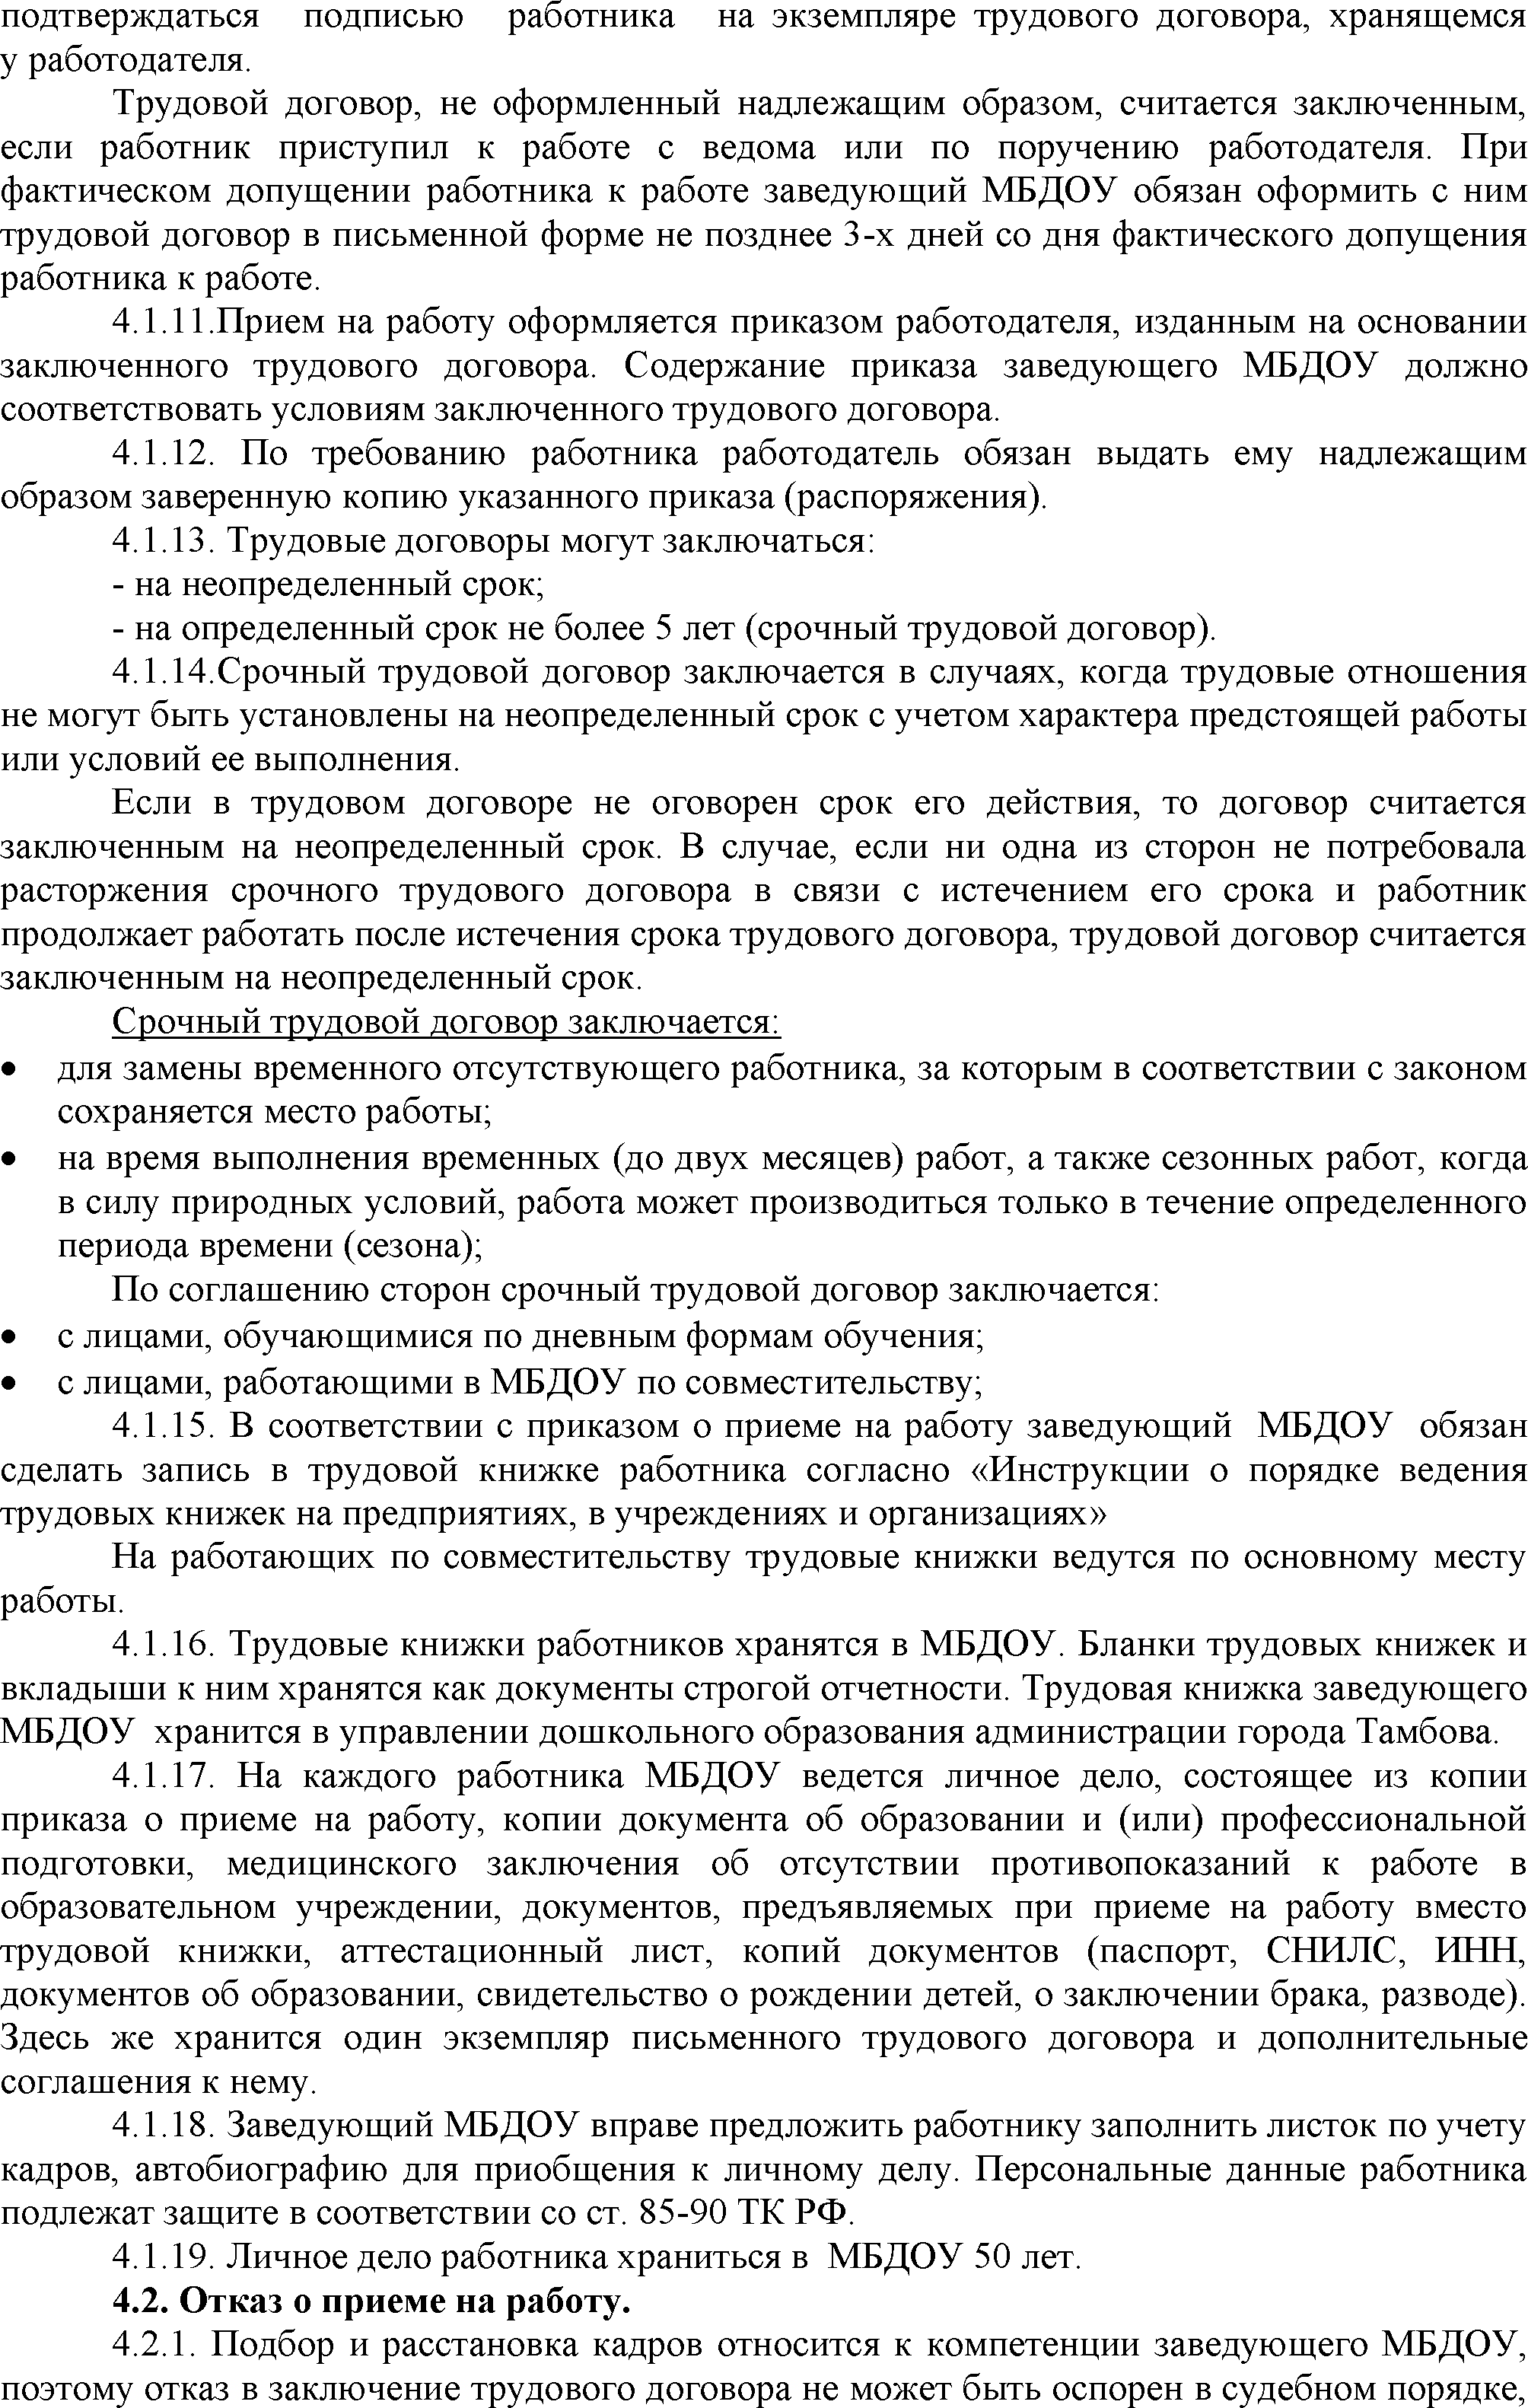 подтверждаться подписью работника на экземпляре трудового договора, хранящемся
у работодателя.
Трудовой договор, не оформленный надлежащим образом, считается заключенным,
если работник приступил к работе с ведома или по поручению работодателя. При
фактическом допущении работника к работе заведующий МБДОУ обязан оформить с ним
трудовой договор в письменной форме не позднее 3-х дней со дня фактического допущения
работника к работе.
4.1.11.Прием на работу оформляется приказом работодателя, изданным на основании
заключенного трудового договора. Содержание приказа заведующего МБДОУ должно
соответствовать условиям заключенного трудового договора.
4.1.12. По требованию работника работодатель обязан выдать ему надлежащим
образом заверенную копию указанного приказа (распоряжения).
4.1.13. Трудовые договоры могут заключаться:
- на неопределенный срок;
- на определенный срок не более 5 лет (срочный трудовой договор).
4.1.14.Срочный трудовой договор заключается в случаях, когда трудовые отношения
не могут быть установлены на неопределенный срок с учетом характера предстоящей работы
или условий ее выполнения.
Если в трудовом договоре не оговорен срок его действия, то договор считается
заключенным на неопределенный срок. В случае, если ни одна из сторон не потребовала
расторжения срочного трудового договора в связи с истечением его срока и работник
продолжает работать после истечения срока трудового договора, трудовой договор считается
заключенным на неопределенный срок.
Срочный трудовой договор заключается:
• для замены временного отсутствующего работника, за которым в соответствии с законом
сохраняется место работы;
• на время выполнения временных (до двух месяцев) работ, а также сезонных работ, когда
в силу природных условий, работа может производиться только в течение определенного
периода времени (сезона);
По соглашению сторон срочный трудовой договор заключается:
• с лицами, обучающимися по дневным формам обучения;
• с лицами, работающими в МБДОУ по совместительству;
4.1.15. В соответствии с приказом о приеме на работу заведующий МБДОУ обязан
сделать запись в трудовой книжке работника согласно «Инструкции о порядке ведения
трудовых книжек на предприятиях, в учреждениях и организациях»
На работающих по совместительству трудовые книжки ведутся по основному месту
работы.
4.1.16. Трудовые книжки работников хранятся в МБДОУ. Бланки трудовых книжек и
вкладыши к ним хранятся как документы строгой отчетности. Трудовая книжка заведующего
МБДОУ хранится в управлении дошкольного образования администрации города Тамбова.
4.1.17. На каждого работника МБДОУ ведется личное дело, состоящее из копии
приказа о приеме на работу, копии документа об образовании и (или) профессиональной
подготовки, медицинского заключения об отсутствии противопоказаний к работе в
образовательном учреждении, документов, предъявляемых при приеме на работу вместо
трудовой книжки, аттестационный лист, копий документов (паспорт, СНИЛС, ИНН,
документов об образовании, свидетельство о рождении детей, о заключении брака, разводе).
Здесь же хранится один экземпляр письменного трудового договора и дополнительные
соглашения к нему.
4.1.18. Заведующий МБДОУ вправе предложить работнику заполнить листок по учету
кадров, автобиографию для приобщения к личному делу. Персональные данные работника
подлежат защите в соответствии со ст. 85-90 ТК РФ.
4.1.19. Личное дело работника храниться в МБДОУ 50 лет.
4.2. Отказ о приеме на работу.
4.2.1. Подбор и расстановка кадров относится к компетенции заведующего МБДОУ,
поэтому отказ в заключение трудового договора не может быть оспорен в судебном порядке,